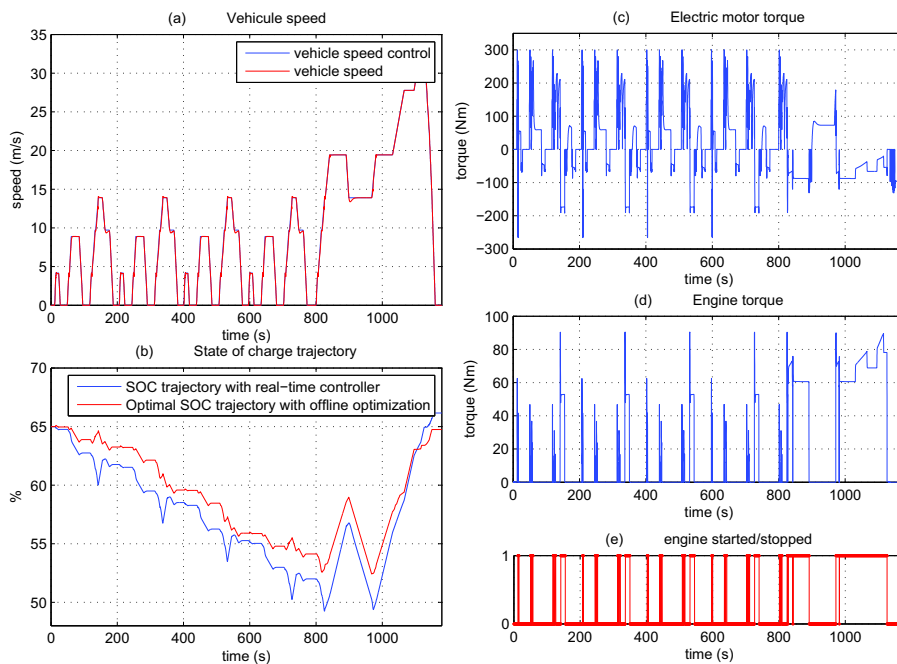 (a) Vehicule speed
35
30
25
20
15
10
5
0
speed (m/s)
vehicle speed control
vehicle speed
0 200 400 600 800 1000
time (s)
(b) State of charge trajectory
70
65
60
55
50
%
SOC trajectory with real-time controller
Optimal SOC trajectory with offline optimization
0 200 400 600 800 1000
time (s)
(c) Electric motor torque
300
200
100
0
−100
−200
−300
torque (Nm)
0 200 400 600 800 1000
time (s)
(d) Engine torque
100
80
60
40
20
0
torque (Nm)
0 200 400 600 800 1000
time (s)
(e) engine started/stopped
1
0
0 200 400 600 800 1000
time (s)